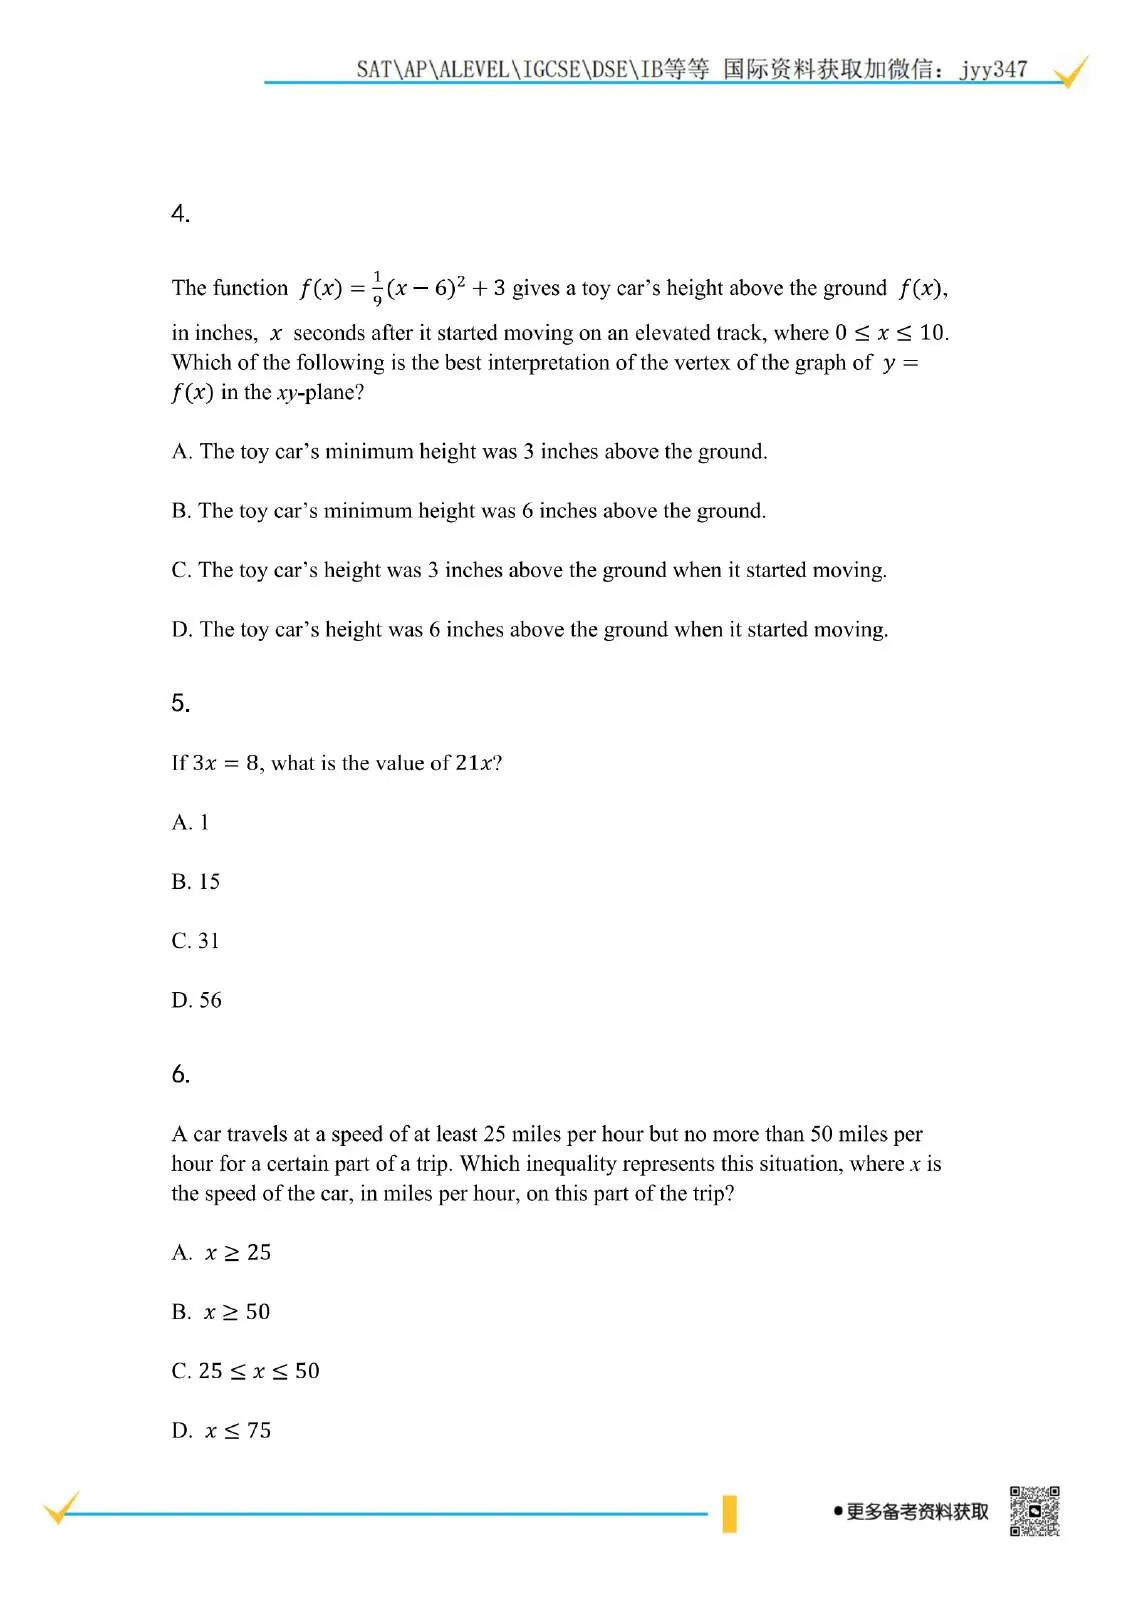 SAT\AP\ALEVEL\IGCSE\DSE\IB等等 国际资料获取加微信：jyy347
4.
The function f(x) = 1/9(x − 6)² + 3 gives a toy car's height above the ground f(x),
in inches, x seconds after it started moving on an elevated track, where 0 ≤ x ≤ 10.
Which of the following is the best interpretation of the vertex of the graph of y =
f(x) in the xy-plane?
A. The toy car's minimum height was 3 inches above the ground.
B. The toy car's minimum height was 6 inches above the ground.
C. The toy car's height was 3 inches above the ground when it started moving.
D. The toy car's height was 6 inches above the ground when it started moving.
5.
If 3x = 8, what is the value of 21x?
A. 1
B. 15
C. 31
D. 56
6.
A car travels at a speed of at least 25 miles per hour but no more than 50 miles per
hour for a certain part of a trip. Which inequality represents this situation, where x is
the speed of the car, in miles per hour, on this part of the trip?
A. x ≥ 25
B. x ≥ 50
C. 25 ≤ x ≤ 50
D. x ≤ 75
•更多备考资料获取